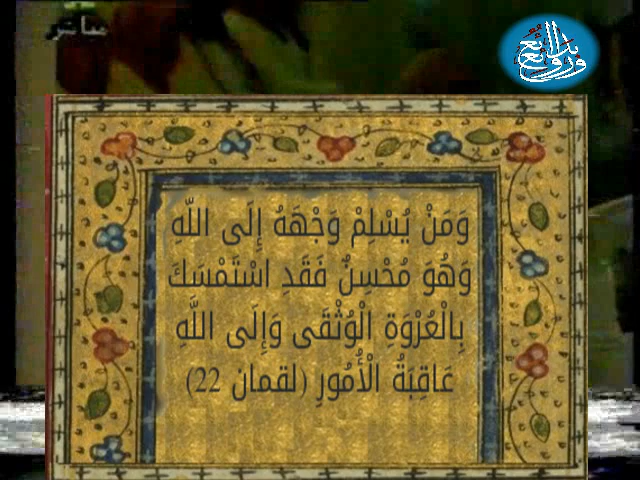 مباشر
بدائع
وروائع
وَمَنْ يُسْلِمْ وَجْهَهُ إِلَى اللَّهِ
وَهُوَ مُحْسِنٌ فَقَدِ اسْتَمْسَكَ
بِالْعُرْوَةِ الْوُثْقَى وَإِلَى اللَّهِ
عَاقِبَةُ الْأُمُورِ (لقمان 22)